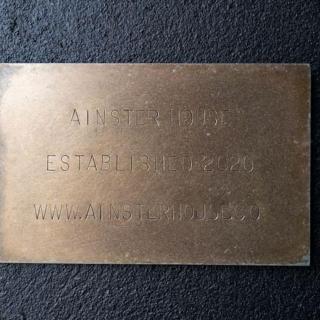 AINSTER HOUSE
ESTABLISHED 2020
WWW.AINSTERHOUSE.CO